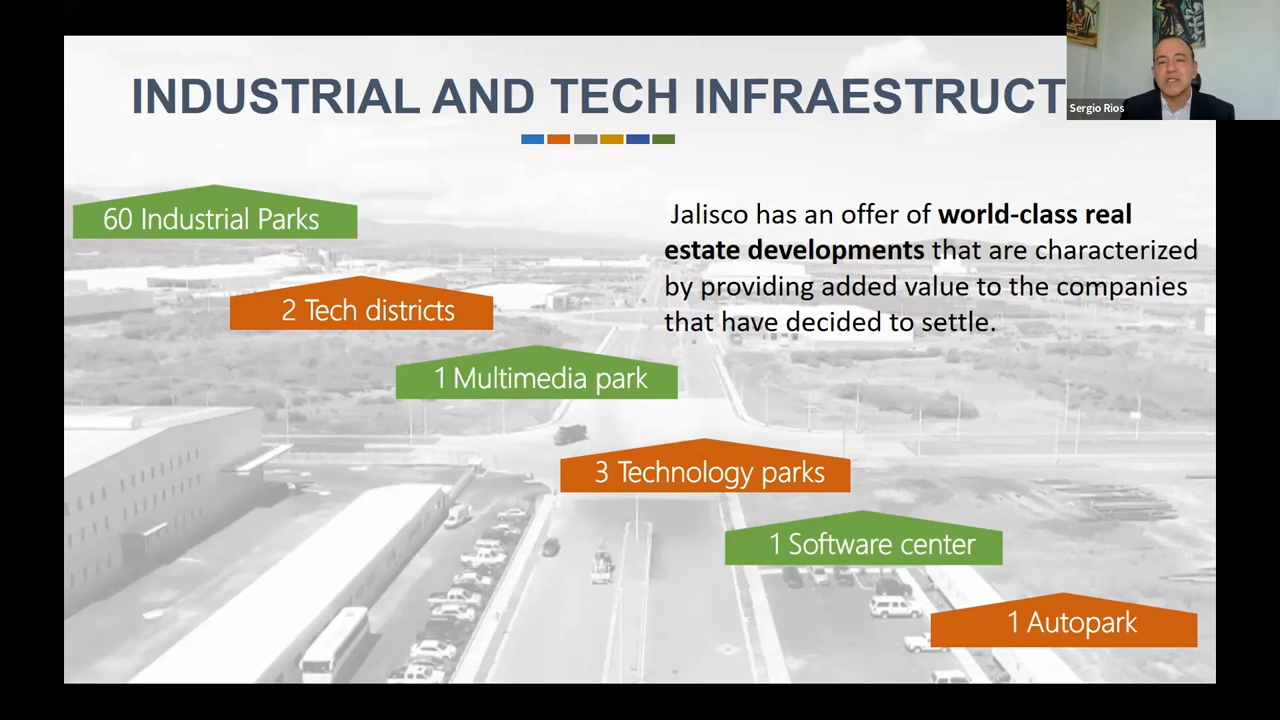 INDUSTRIAL AND TECH INFRAESTRUCT
Sergio Rios
60 Industrial Parks
Jalisco has an offer of world-class real
estate developments that are characterized
by providing added value to the companies
that have decided to settle.
2 Tech districts
1 Multimedia park
3 Technology parks
1 Software center
1 Autopark